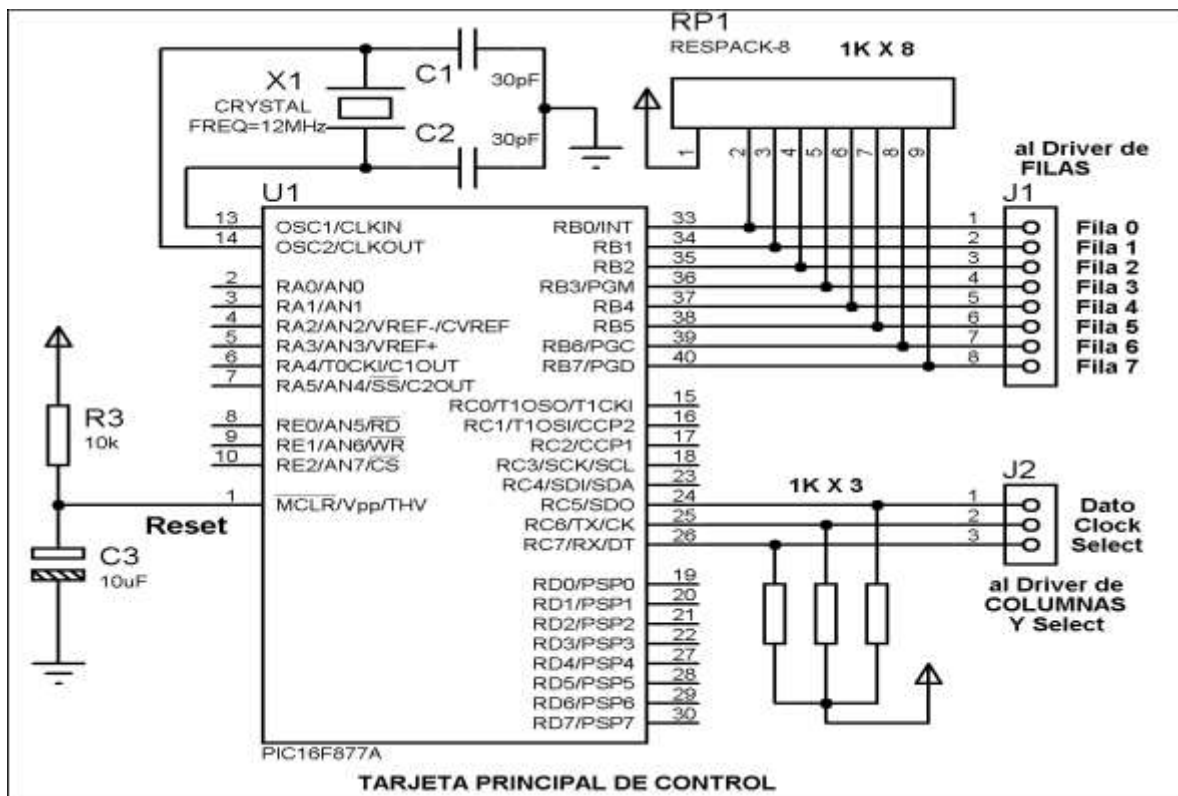 RP1
RESPACK-8
1K X 8
C1
30pF
X1
CRYSTAL
FREQ=12MHz
C2
30pF
1
2
3
4
5
6
7
8
9
al Driver de
FILAS
U1
J1
13
OSC1/CLKIN
14
OSC2/CLKOUT
2
RA0/AN0
3
RA1/AN1
4
RA2/AN2/VREF-/CVREF
5
RA3/AN3/VREF+
6
RA4/T0CKI/C1OUT
7
RA5/AN4/SS/C2OUT
8
RE0/AN5/RD
9
RE1/AN6/WR
10
RE2/AN7/CS
1
MCLR/Vpp/THV
RB0/INT
33
1
Fila 0
RB1
34
2
Fila 1
RB2
35
3
Fila 2
RB3/PGM
36
4
Fila 3
RB4
37
5
Fila 4
RB5
38
6
Fila 5
RB6/PGC
39
7
Fila 6
RB7/PGD
40
8
Fila 7
RC0/T1OSO/T1CKI
15
RC1/T1OSI/CCP2
16
RC2/CCP1
17
RC3/SCK/SCL
18
RC4/SDI/SDA
23
RC5/SDO
24
RC6/TX/CK
25
RC7/RX/DT
26
RD0/PSP0
19
RD1/PSP1
20
RD2/PSP2
21
RD3/PSP3
22
RD4/PSP4
27
RD5/PSP5
28
RD6/PSP6
29
RD7/PSP7
30
R3
10k
Reset
C3
10uF
1K X 3
J2
1
Dato
2
Clock
3
Select
al Driver de
COLUMNAS
Y Select
PIC16F877A
TARJETA PRINCIPAL DE CONTROL